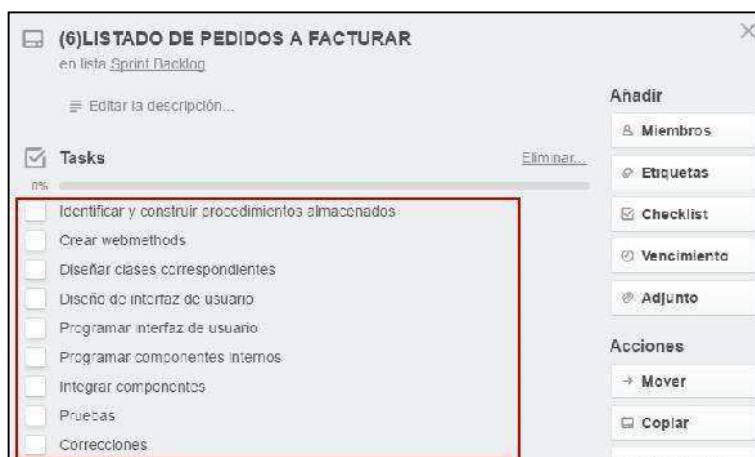 (6)LISTADO DE PEDIDOS A FACTURAR
en lista Sprint Backlog
Editar la descripción...
Tasks
Eliminar...
0%
Identificar y construir procedimientos almacenados
Crear webmethods
Diseñar clases correspondientes
Diseño de interfaz de usuario
Programar interfaz de usuario
Programar componentes internos
Integrar componentes
Pruebas
Correcciones
Añadir
Miembros
Etiquetas
Checklist
Vencimiento
Adjunto
Acciones
Mover
Copiar